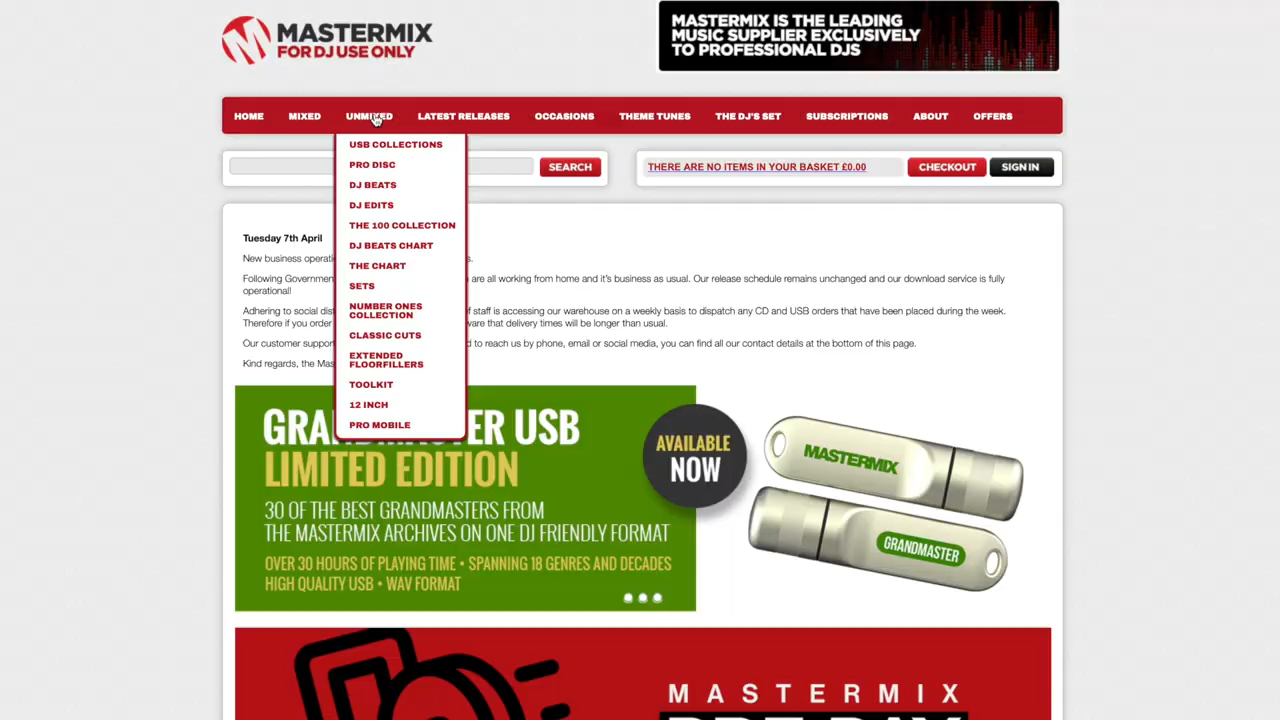 MASTERMIX
FOR DJ USE ONLY
MASTERMIX IS THE LEADING
MUSIC SUPPLIER EXCLUSIVELY
TO PROFESSIONAL DJS
HOME MIXED UNMIXED LATEST RELEASES OCCASIONS THEME TUNES THE DJ'S SET SUBSCRIPTIONS ABOUT OFFERS
USB COLLECTIONS
PRO DISC
DJ BEATS
DJ EDITS
THE 100 COLLECTION
DJ BEATS CHART
THE CHART
SETS
NUMBER ONES
COLLECTION
CLASSIC CUTS
EXTENDED
FLOORFILLERS
TOOLKIT
12 INCH
PRO MOBILE
SEARCH
THERE ARE NO ITEMS IN YOUR BASKET £0.00 CHECKOUT SIGN IN
Tuesday 7th April
New business
Following are all working from home and it's business as usual. Our release schedule remains unchanged and our download service is fully
operational!
Adhering to social staff is accessing our warehouse on a weekly basis to dispatch any CD and USB orders that have been placed during the week.
Therefore if you order that delivery times will be longer than usual.
Our customer to reach us by phone, email or social media, you can find all our contact details at the bottom of this page.
Kind regards, the
GRANDMASTER USB
LIMITED EDITION
30 OF THE BEST GRANDMASTERS FROM
THE MASTERMIX ARCHIVES ON ONE DJ FRIENDLY FORMAT
OVER 30 HOURS OF PLAYING TIME • SPANNING 18 GENRES AND DECADES
HIGH QUALITY USB • WAV FORMAT
AVAILABLE
NOW
MASTERMIX
GRANDMASTER
MASTERMIX